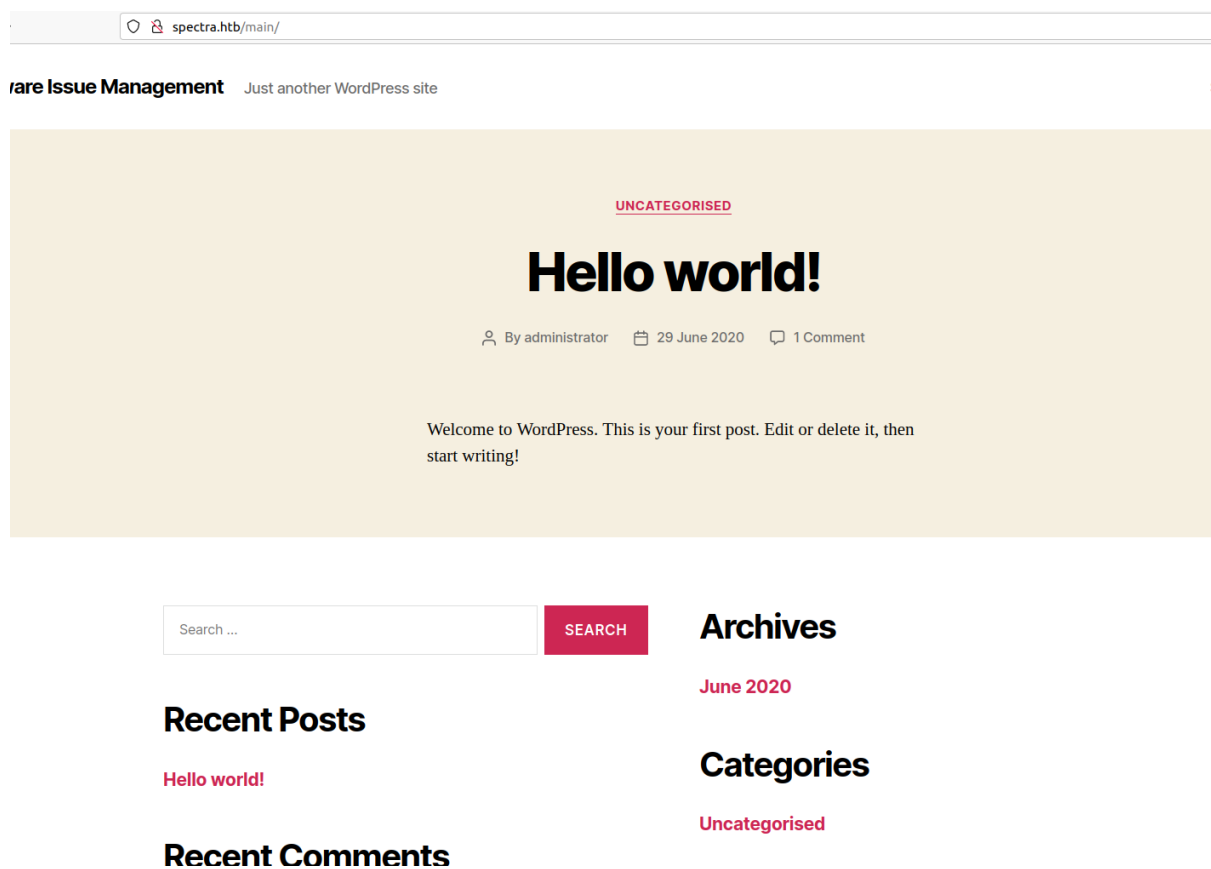 spectra.htb/main/
ware Issue Management Just another WordPress site
UNCATEGORISED
Hello world!
By administrator 29 June 2020 1 Comment
Welcome to WordPress. This is your first post. Edit or delete it, then
start writing!
Search ...
SEARCH
Recent Posts
Hello world!
Recent Comments
Archives
June 2020
Categories
Uncategorised